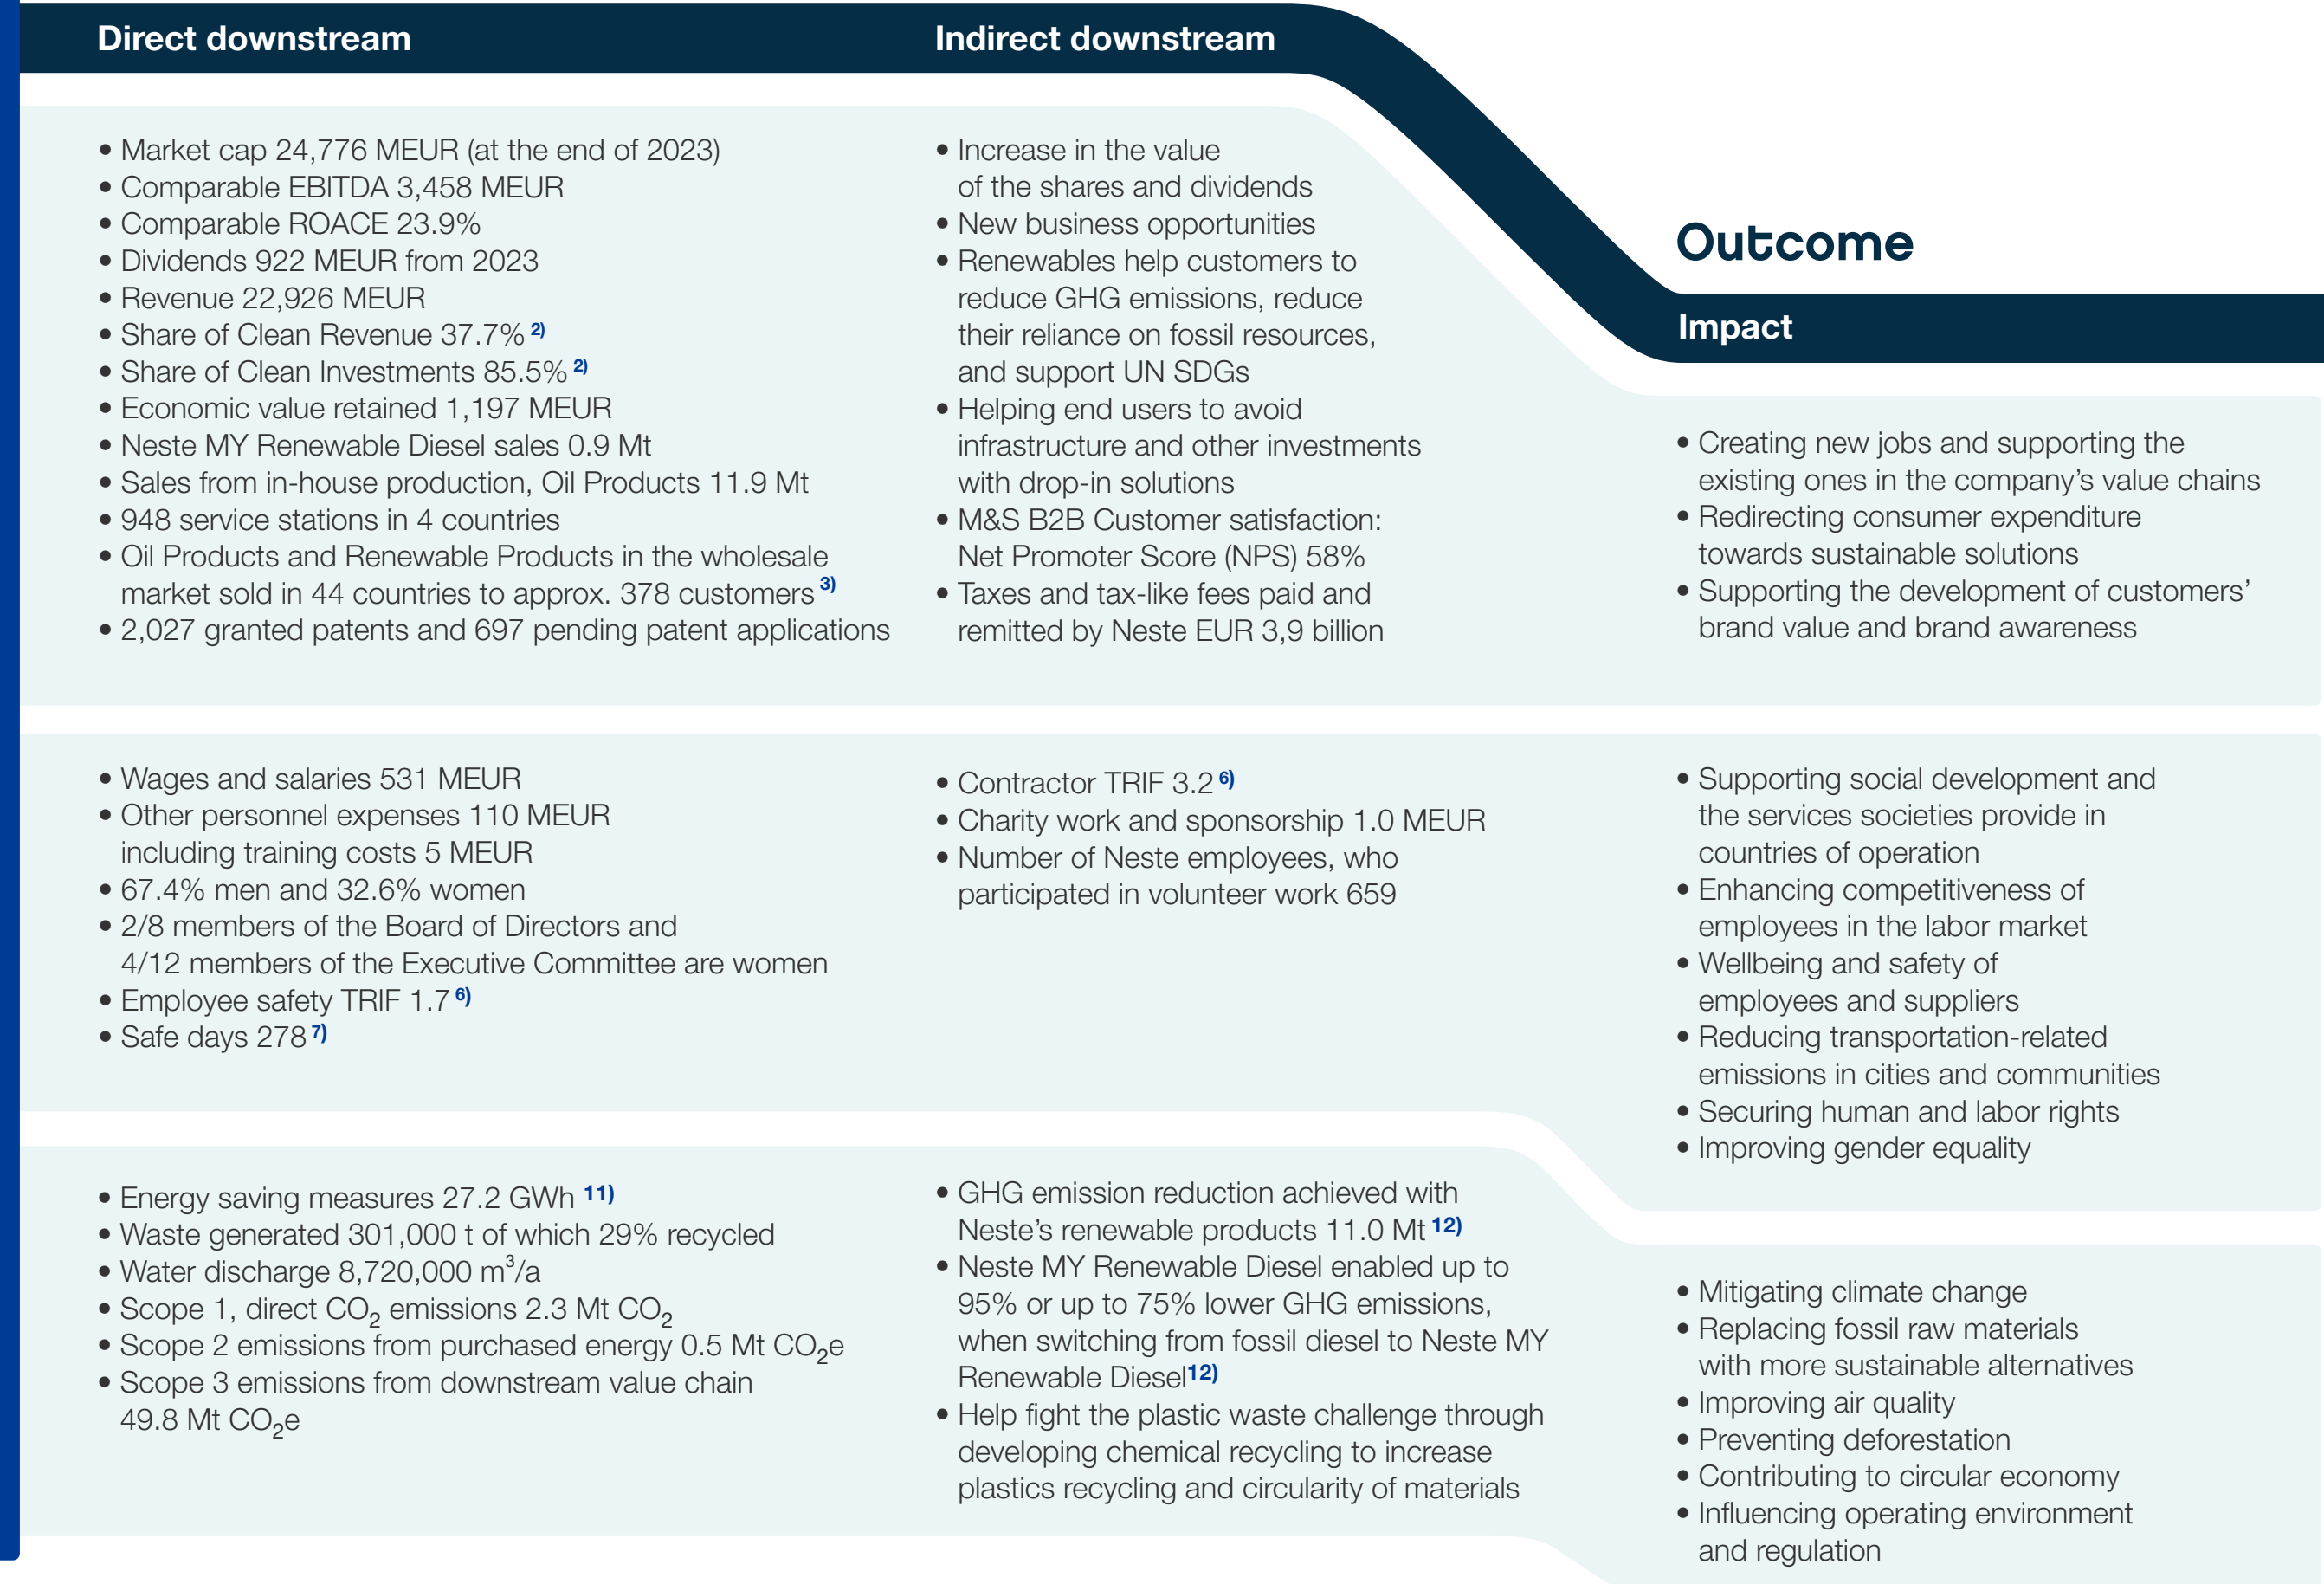 Direct downstream
• Market cap 24,776 MEUR (at the end of 2023)
• Comparable EBITDA 3,458 MEUR
• Comparable ROACE 23.9%
• Dividends 922 MEUR from 2023
• Revenue 22,926 MEUR
• Share of Clean Revenue 37.7% 2)
• Share of Clean Investments 85.5% 2)
• Economic value retained 1,197 MEUR
• Neste MY Renewable Diesel sales 0.9 Mt
• Sales from in-house production, Oil Products 11.9 Mt
• 948 service stations in 4 countries
• Oil Products and Renewable Products in the wholesale
market sold in 44 countries to approx. 378 customers 3)
• 2,027 granted patents and 697 pending patent applications
Indirect downstream
• Increase in the value
of the shares and dividends
• New business opportunities
• Renewables help customers to
reduce GHG emissions, reduce
their reliance on fossil resources,
and support UN SDGs
• Helping end users to avoid
infrastructure and other investments
with drop-in solutions
• M&S B2B Customer satisfaction:
Net Promoter Score (NPS) 58%
• Taxes and tax-like fees paid and
remitted by Neste EUR 3,9 billion
Outcome
Impact
• Creating new jobs and supporting the
existing ones in the company's value chains
• Redirecting consumer expenditure
towards sustainable solutions
• Supporting the development of customers'
brand value and brand awareness
• Wages and salaries 531 MEUR
• Other personnel expenses 110 MEUR
including training costs 5 MEUR
• 67.4% men and 32.6% women
• 2/8 members of the Board of Directors and
4/12 members of the Executive Committee are women
• Employee safety TRIF 1.7 6)
• Safe days 278 7)
• Contractor TRIF 3.2 6)
• Charity work and sponsorship 1.0 MEUR
• Number of Neste employees, who
participated in volunteer work 659
• Supporting social development and
the services societies provide in
countries of operation
• Enhancing competitiveness of
employees in the labor market
• Wellbeing and safety of
employees and suppliers
• Reducing transportation-related
emissions in cities and communities
• Securing human and labor rights
• Improving gender equality
• Energy saving measures 27.2 GWh 11)
• Waste generated 301,000 t of which 29% recycled
• Water discharge 8,720,000 m³/a
• Scope 1, direct CO₂ emissions 2.3 Mt CO₂
• Scope 2 emissions from purchased energy 0.5 Mt CO₂e
• Scope 3 emissions from downstream value chain
49.8 Mt CO₂e
• GHG emission reduction achieved with
Neste's renewable products 11.0 Mt 12)
• Neste MY Renewable Diesel enabled up to
95% or up to 75% lower GHG emissions,
when switching from fossil diesel to Neste MY
Renewable Diesel12)
• Help fight the plastic waste challenge through
developing chemical recycling to increase
plastics recycling and circularity of materials
• Mitigating climate change
• Replacing fossil raw materials
with more sustainable alternatives
• Improving air quality
• Preventing deforestation
• Contributing to circular economy
• Influencing operating environment
and regulation